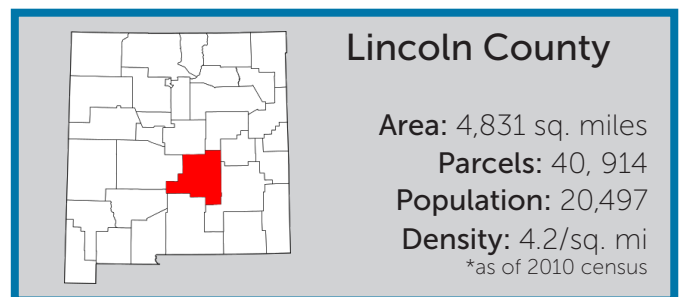 Lincoln County
Area: 4,831 sq. miles
Parcels: 40, 914
Population: 20,497
Density: 4.2/sq. mi
*as of 2010 census